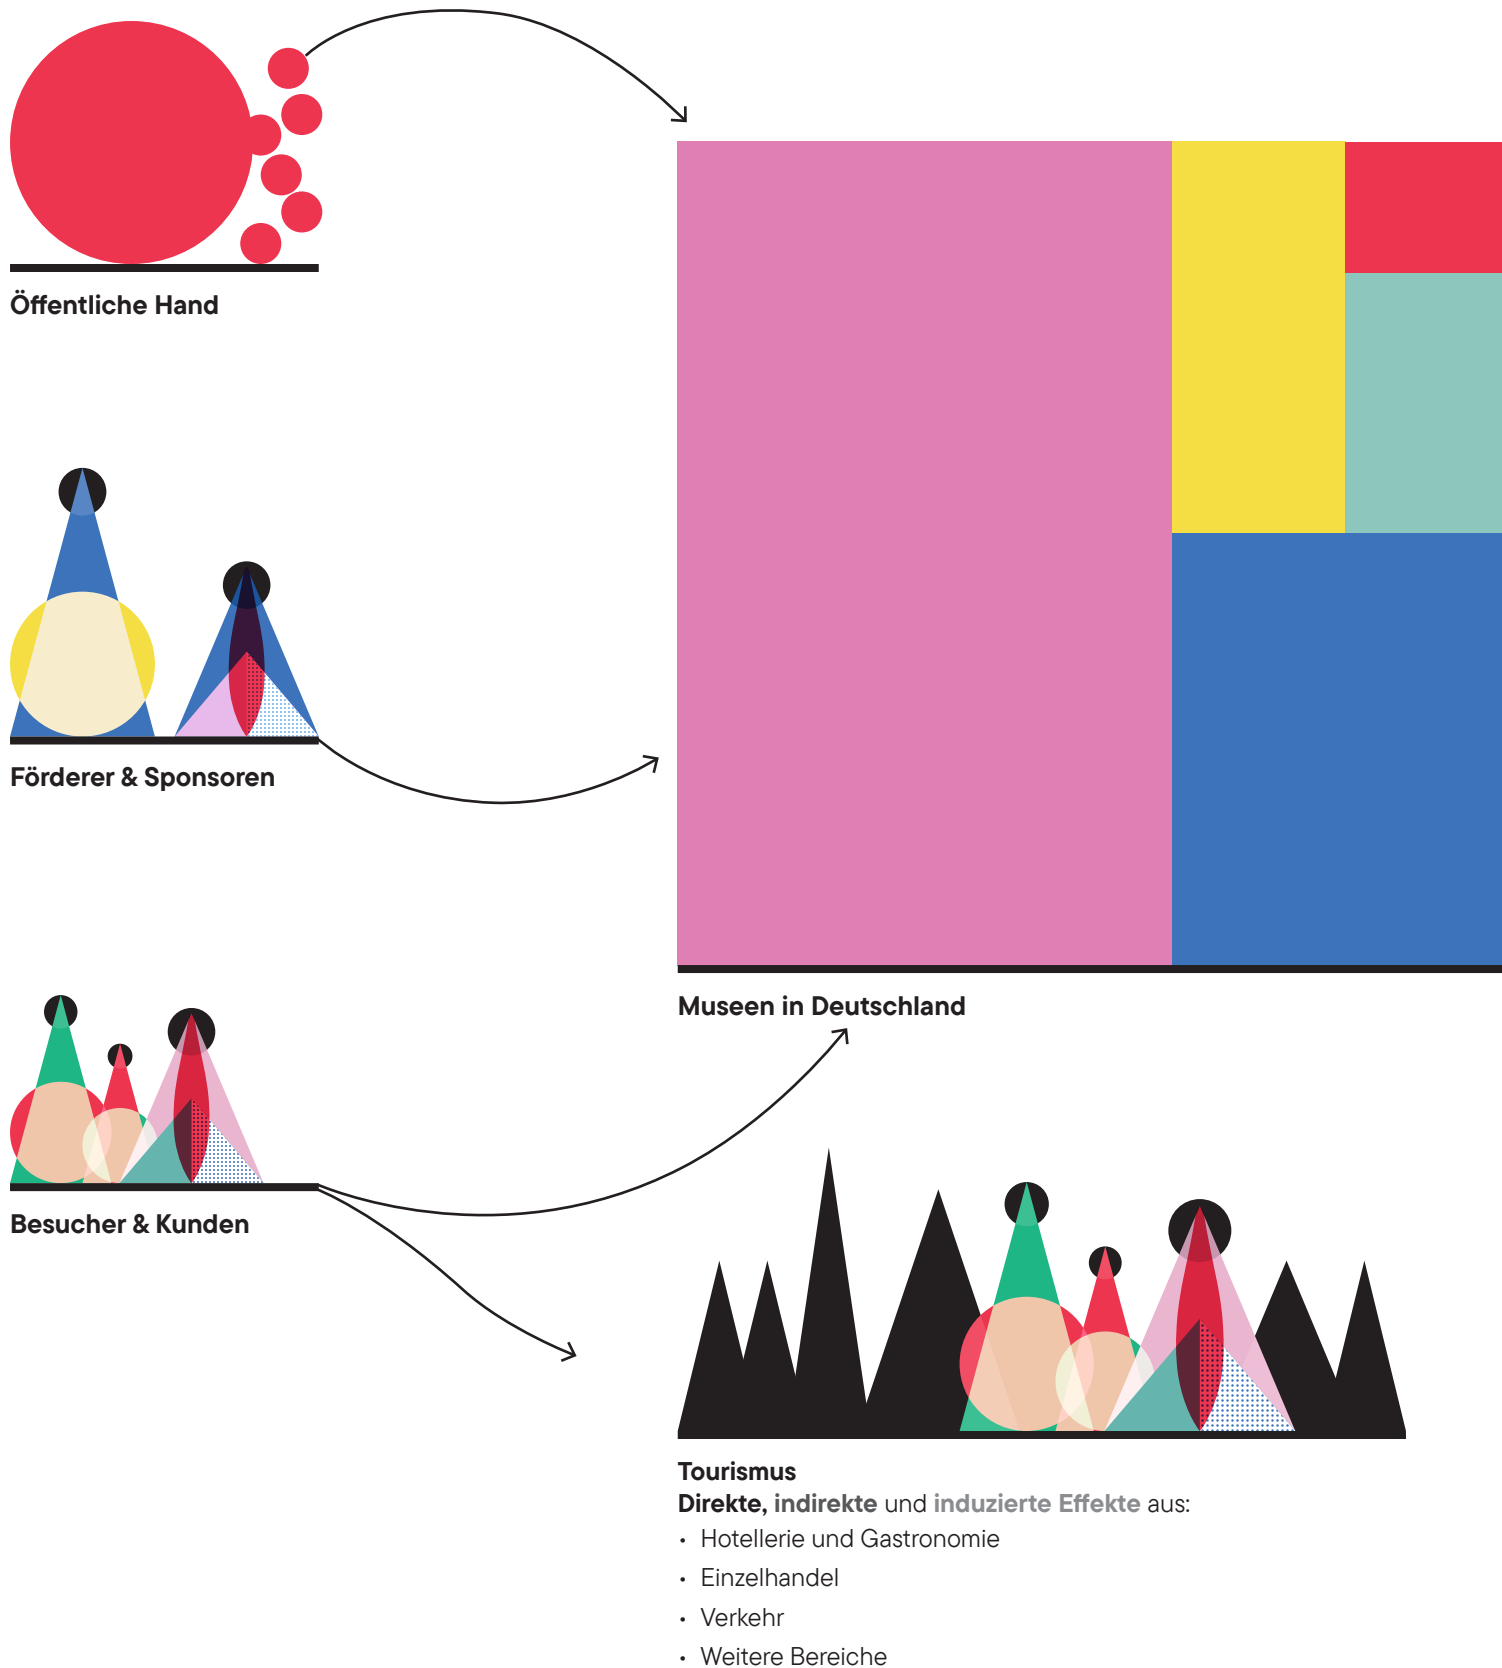 Öffentliche Hand
Förderer & Sponsoren
Museen in Deutschland
Besucher & Kunden
Tourismus
Direkte, indirekte und induzierte Effekte aus:
• Hotellerie und Gastronomie
• Einzelhandel
• Verkehr
• Weitere Bereiche